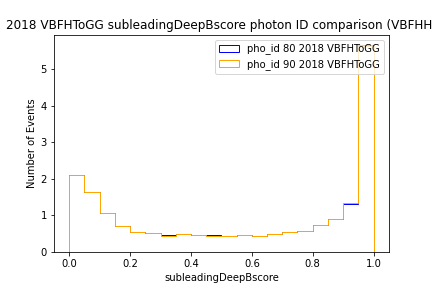 2018 VBFHToGG subleadingDeepBscore photon ID comparison (VBFHH
pho_id 80 2018 VBFHToGG
pho_id 90 2018 VBFHToGG
Number of Events
5
4
3
2
1
0
0.0 0.2 0.4 0.6 0.8 1.0
subleadingDeepBscore